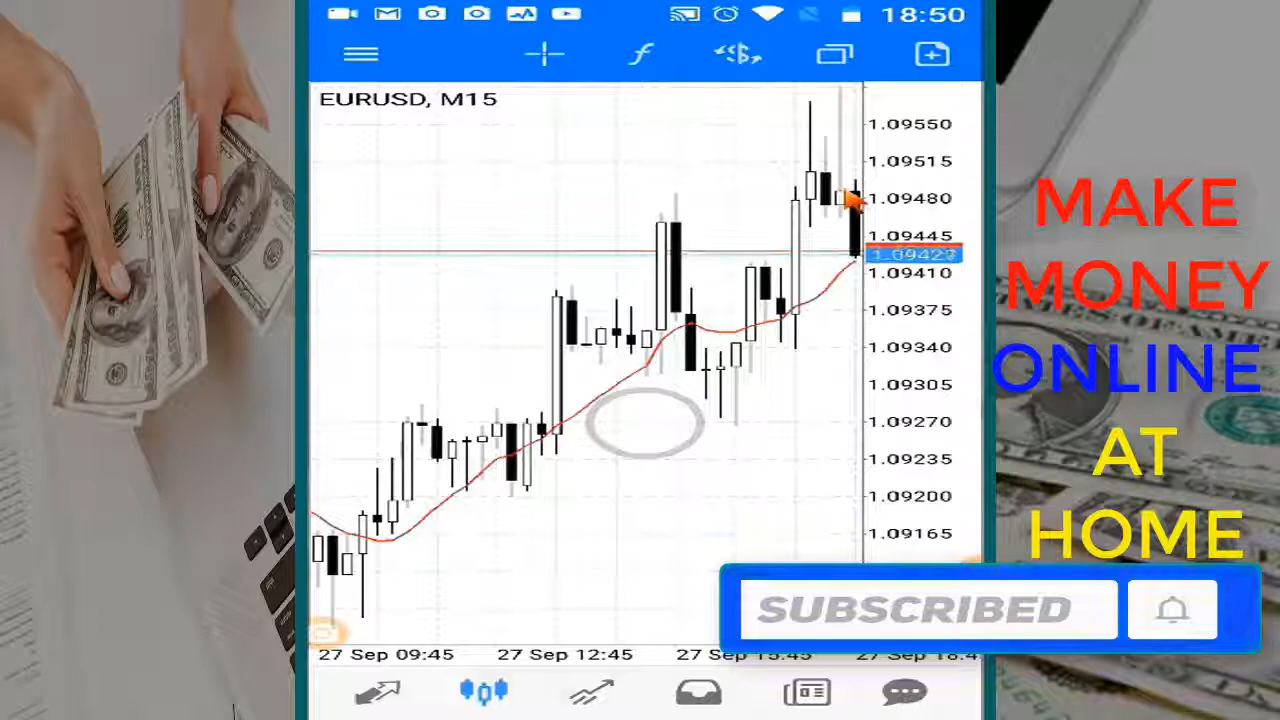 18:50
EURUSD, M15
1.09550
1.09515
1.09480
1.09445
1.09410
1.09375
1.09340
1.09305
1.09270
1.09235
1.09200
1.09165
27 Sep 09:45
27 Sep 12:45
27 Sep 15:45
MAKE
MONEY
ONLINE
AT
HOME
SUBSCRIBED